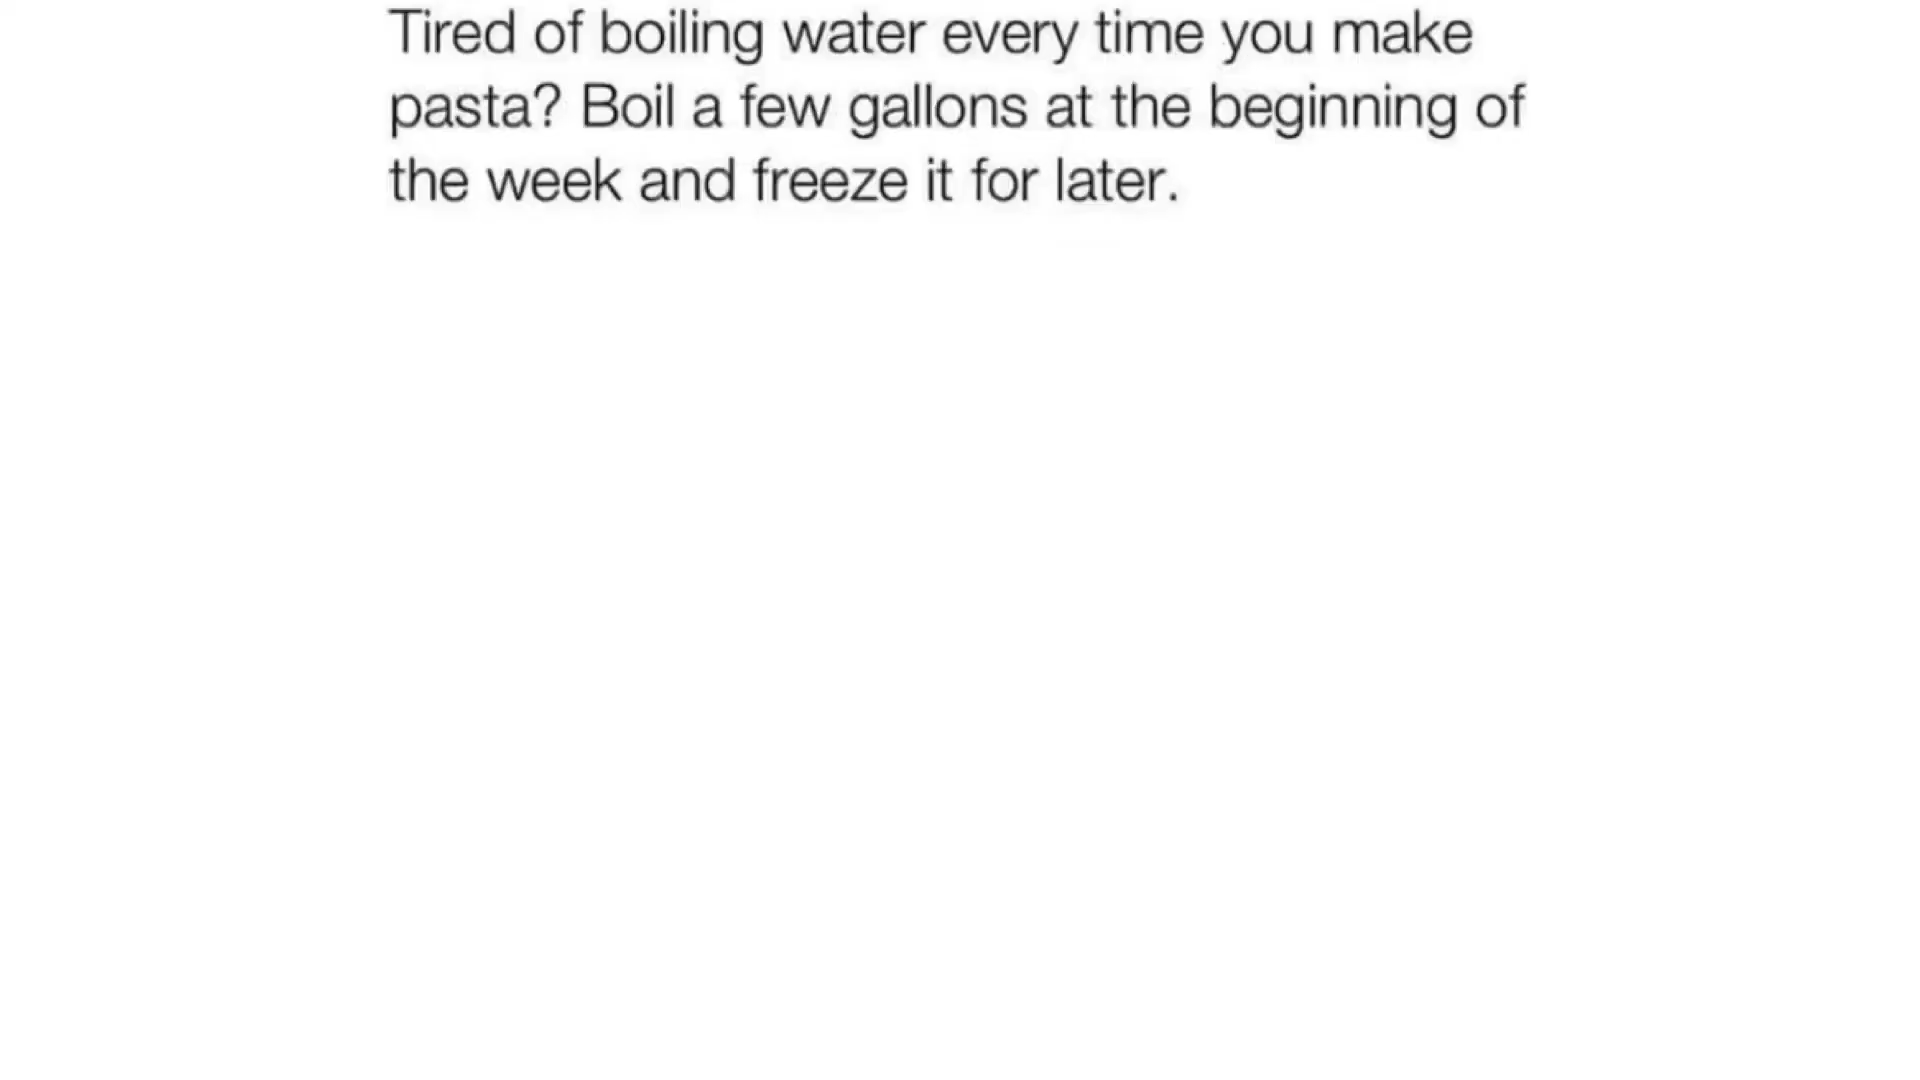 Tired of boiling water every time you make
pasta? Boil a few gallons at the beginning of
the week and freeze it for later.